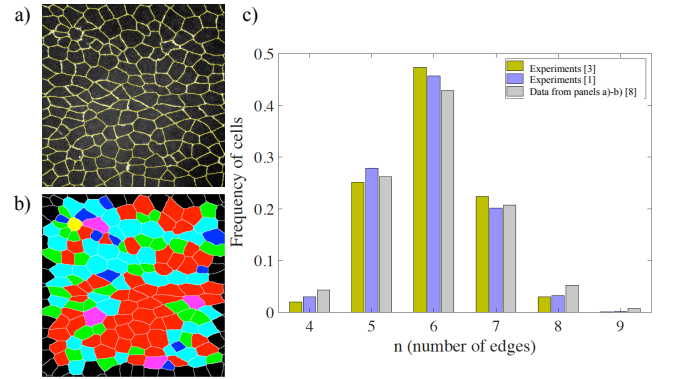 a)
b)
c)
Frequency of cells
0.5
0.4
0.3
0.2
0.1
0
Experiments [3]
Experiments [1]
Data from panels a)-b) [8]
4 5 6 7 8 9
n (number of edges)